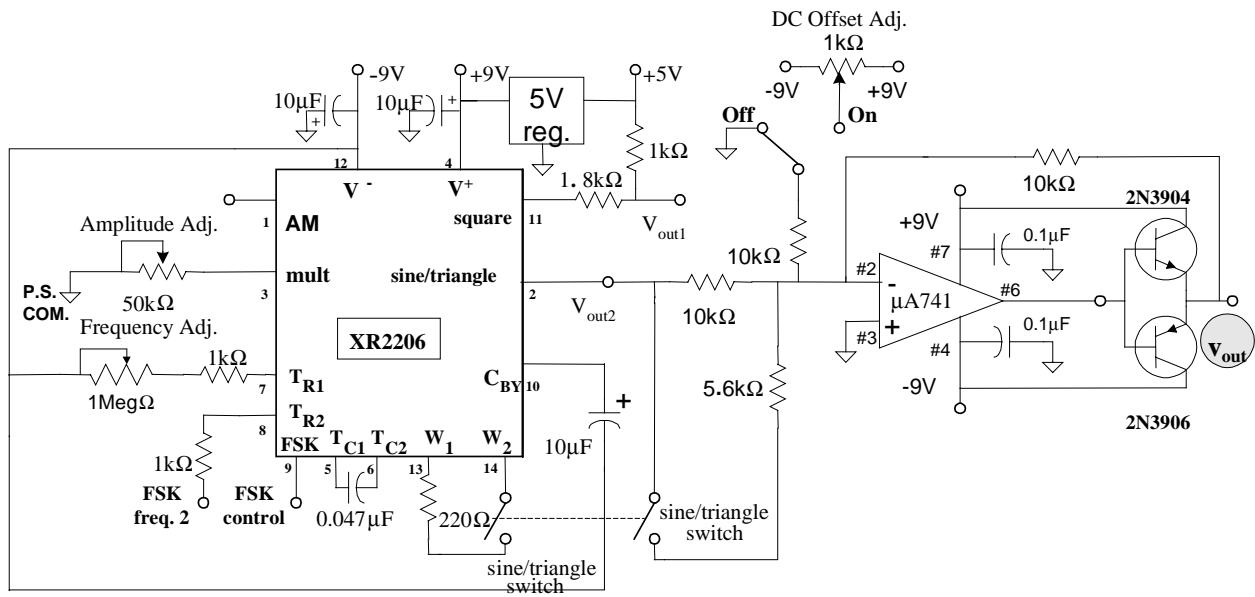 DC Offset Adj.
1kΩ
-9V
+9V
On
Off
-9V
+9V
+5V
10µF
+
10µF
+
5V
reg.
1kΩ
1.8kΩ
10kΩ
2N3904
12
4
V -
V+
1
AM
square
11
Vout1
Amplitude Adj.
+9V
#7
0.1µF
10kΩ
mult
sine/triangle
3
2
#2
-
µA741
#6
P.S.
COM.
50kΩ
Vout2
10kΩ
+
#3
0.1µF
Frequency Adj.
XR2206
#4
vout
1kΩ
7
TR1
CBY
10
5.6kΩ
-9V
1MegΩ
+
TR2
8
10µF
2N3906
FSK
TC1
TC2
W1
W2
1kΩ
9
5
6
13
14
FSK
freq. 2
FSK
control
0.047µF
220Ω
sine/triangle
switch
sine/triangle
switch